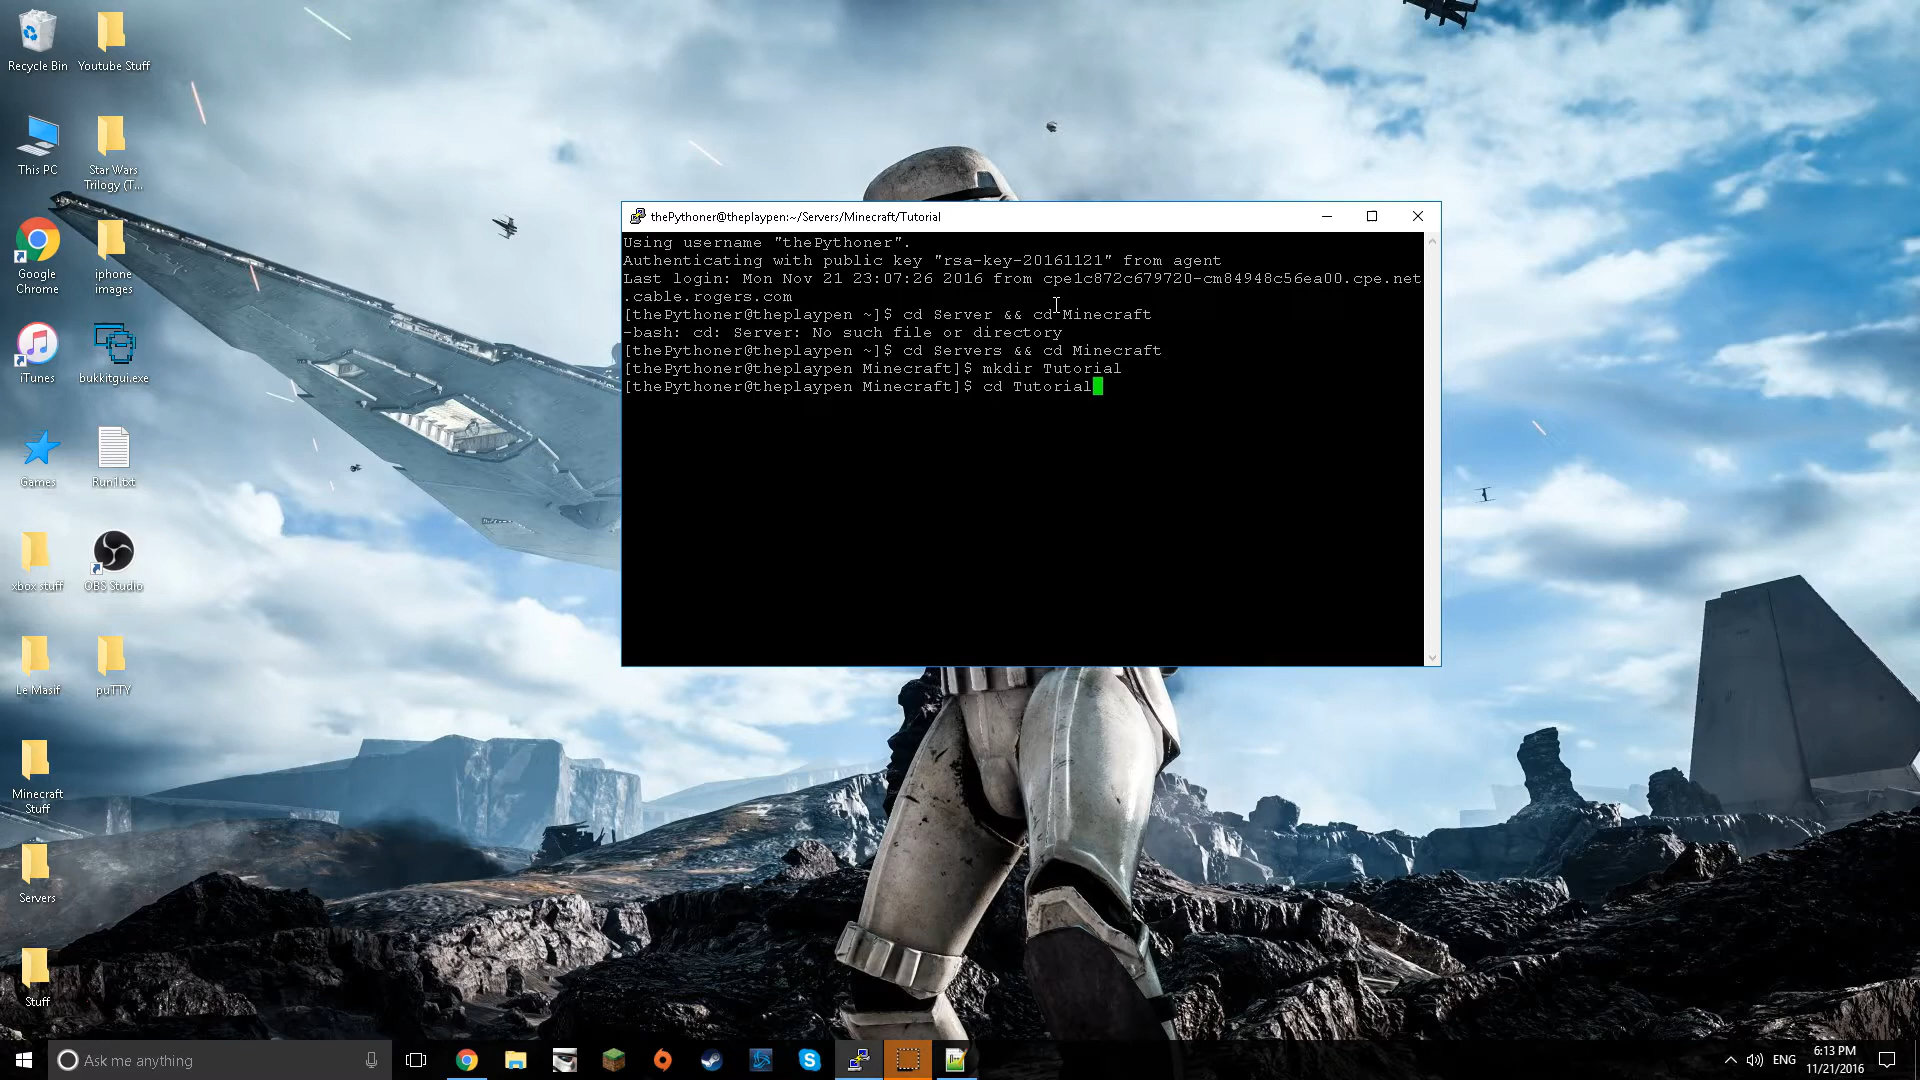 Recycle Bin
Youtube Stuff
This PC
Star Wars
Trilogy (T...
Google
Chrome
iphone
images
iTunes
bukkitgui.exe
Games
Run1.txt
xbox stuff
OBS Studio
Le Masif
puTTY
Minecraft
Stuff
Servers
Stuff
thePythoner@theplaypen:~/Servers/Minecraft/Tutorial
Using username "thePythoner".
Authenticating with public key "rsa-key-20161121" from agent
Last login: Mon Nov 21 23:07:26 2016 from cpe1c872c679720-cm84948c56ea00.cpe.net
.cable.rogers.com
[thePythoner@theplaypen ~]$ cd Server && cd Minecraft
-bash: cd: Server: No such file or directory
[thePythoner@theplaypen ~]$ cd Servers && cd Minecraft
[thePythoner@theplaypen Minecraft]$ mkdir Tutorial
[thePythoner@theplaypen Minecraft]$ cd Tutorial
Ask me anything
ENG
6:13 PM
11/21/2016